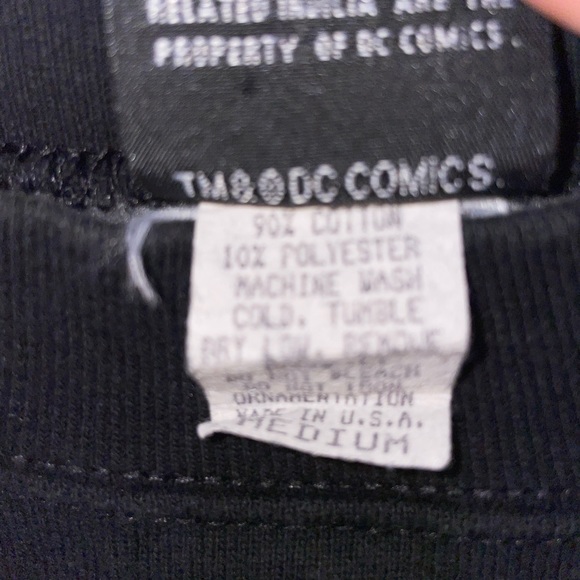 RELATED INDICIA ARE THE
PROPERTY OF DC COMICS.
TM&©DC COMICS.
90% COTTON
10% POLYESTER
MACHINE WASH
COLD. TUMBLE
DRY LOW. REMOVE
DO NOT BLEACH
DO NOT IRON
ORNAMENTATION
MADE IN U.S.A.
MEDIUM